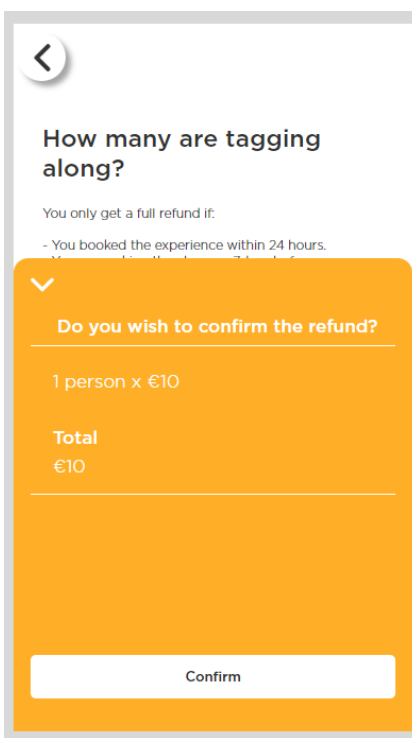 How many are tagging
along?
You only get a full refund if:
- You booked the experience within 24 hours.
Do you wish to confirm the refund?
1 person x €10
Total
€10
Confirm